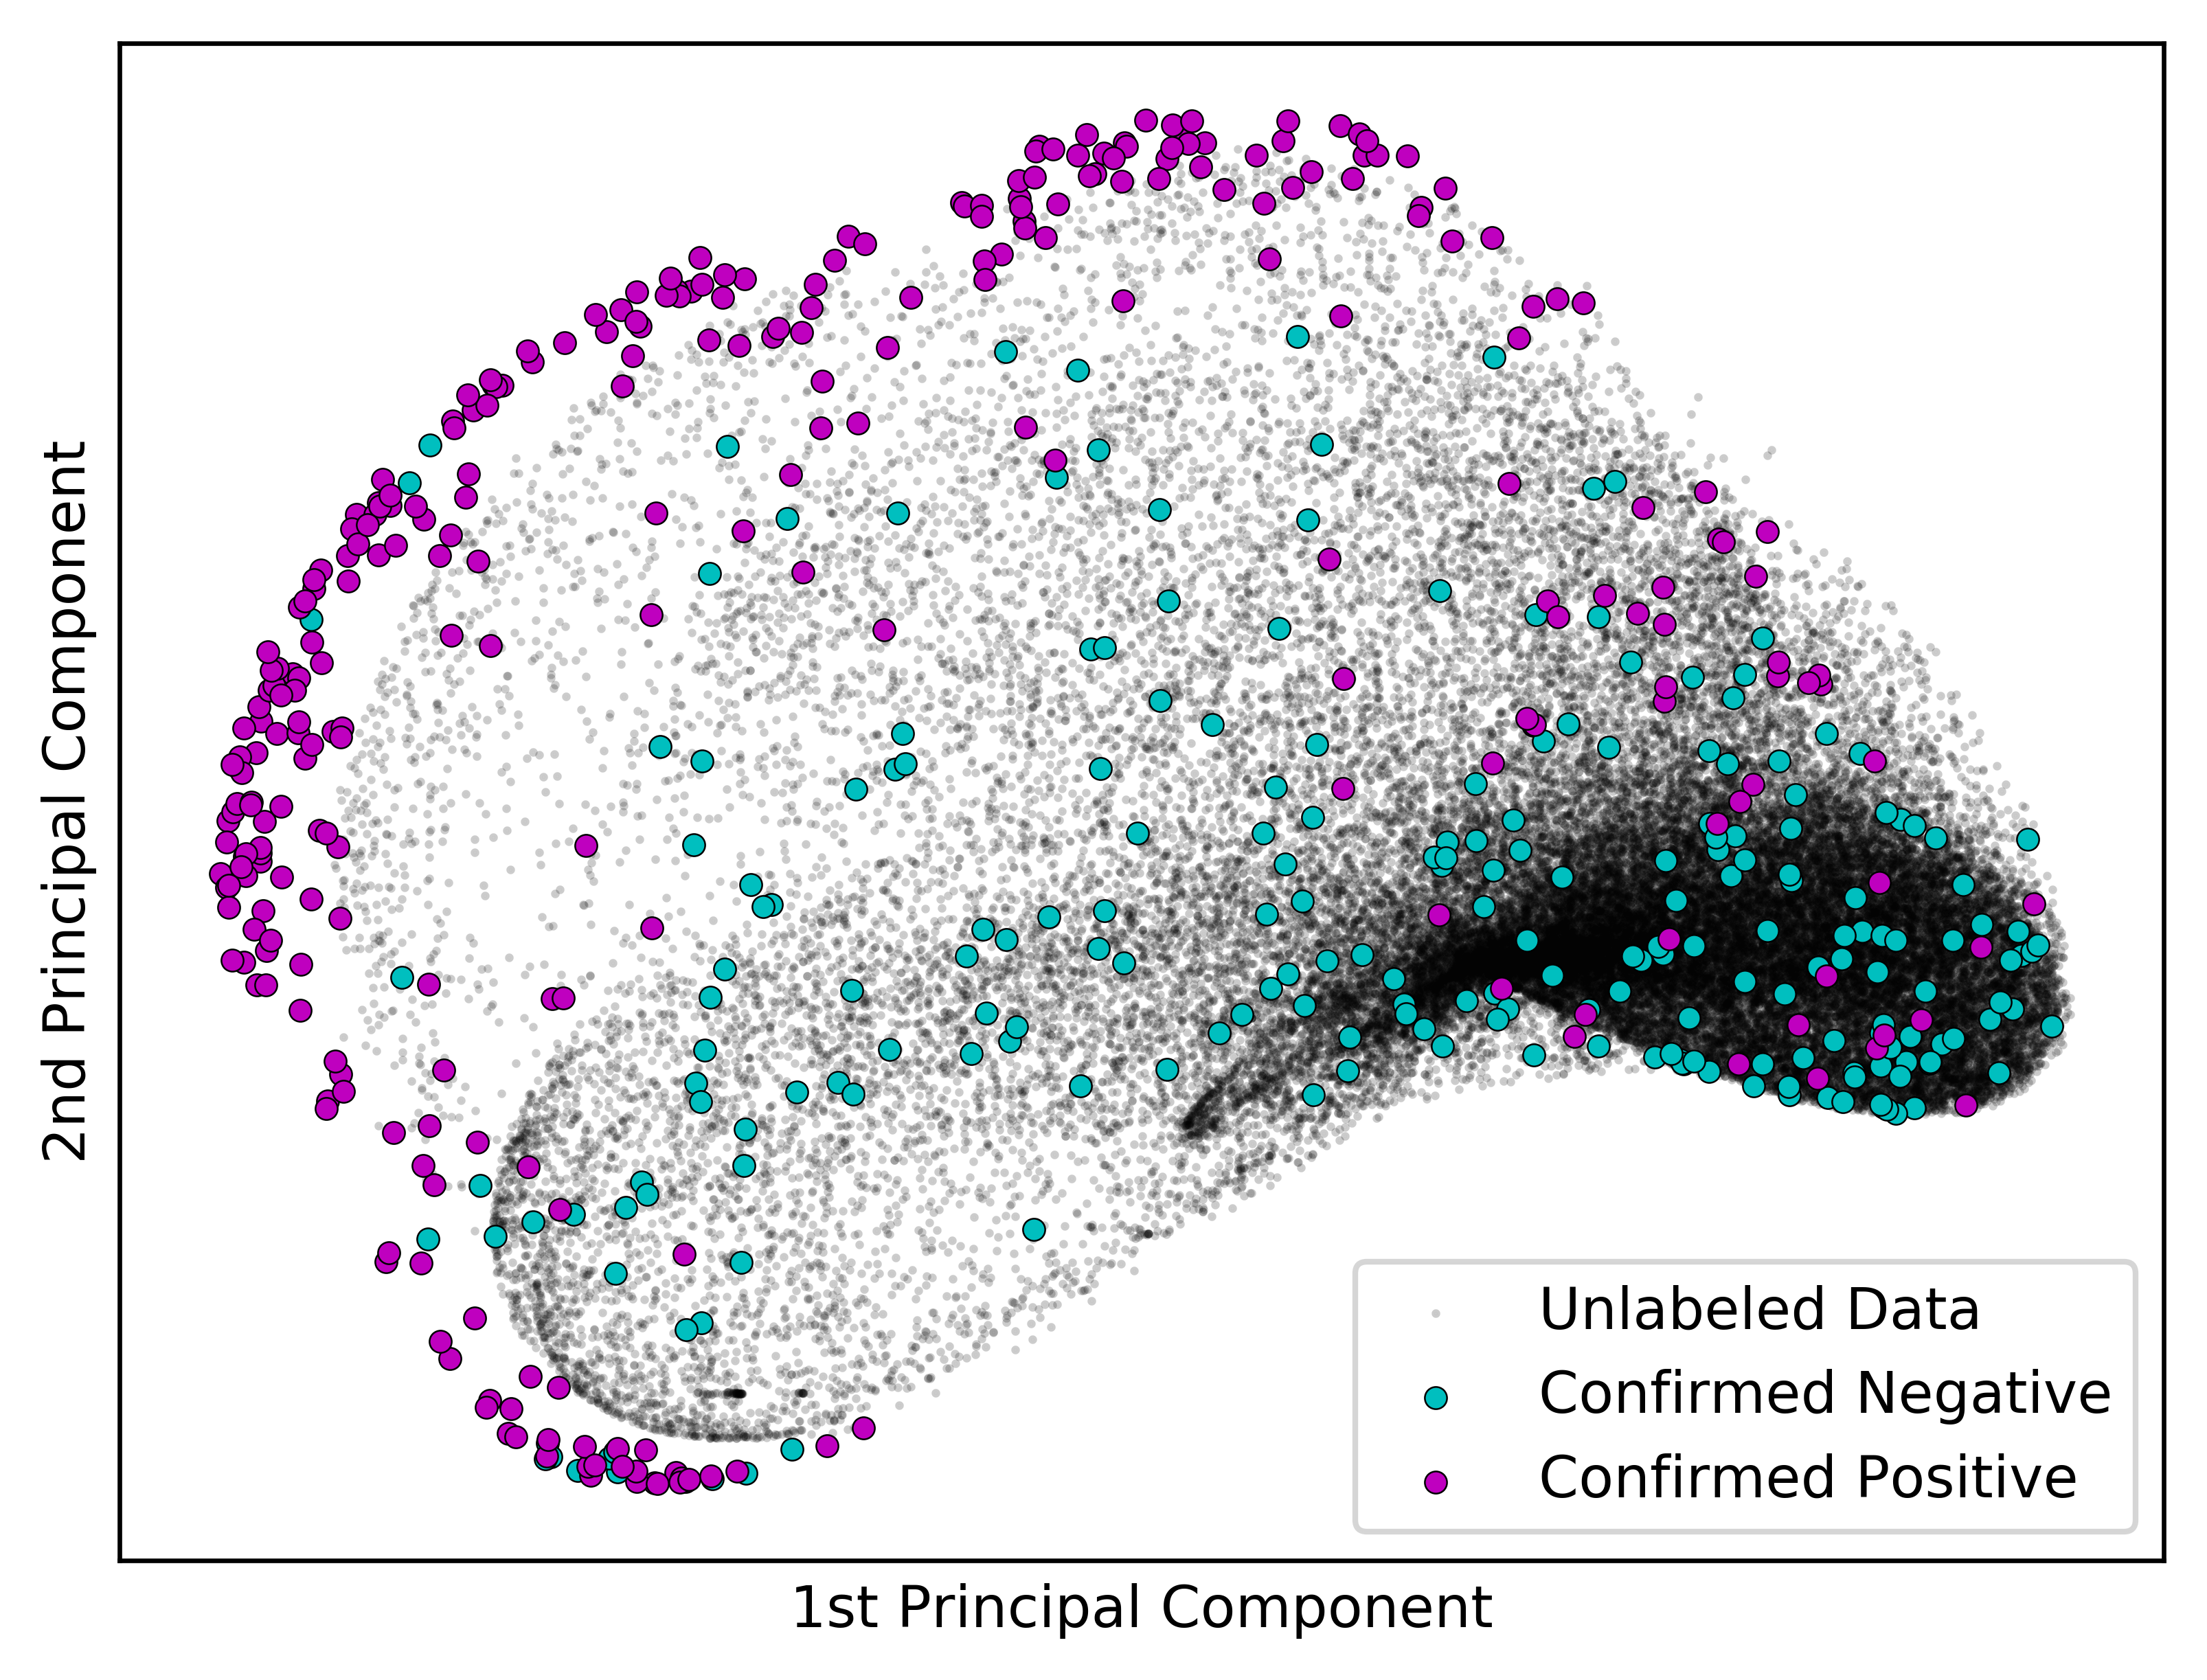 2nd Principal Component
Unlabeled Data
Confirmed Negative
Confirmed Positive
1st Principal Component